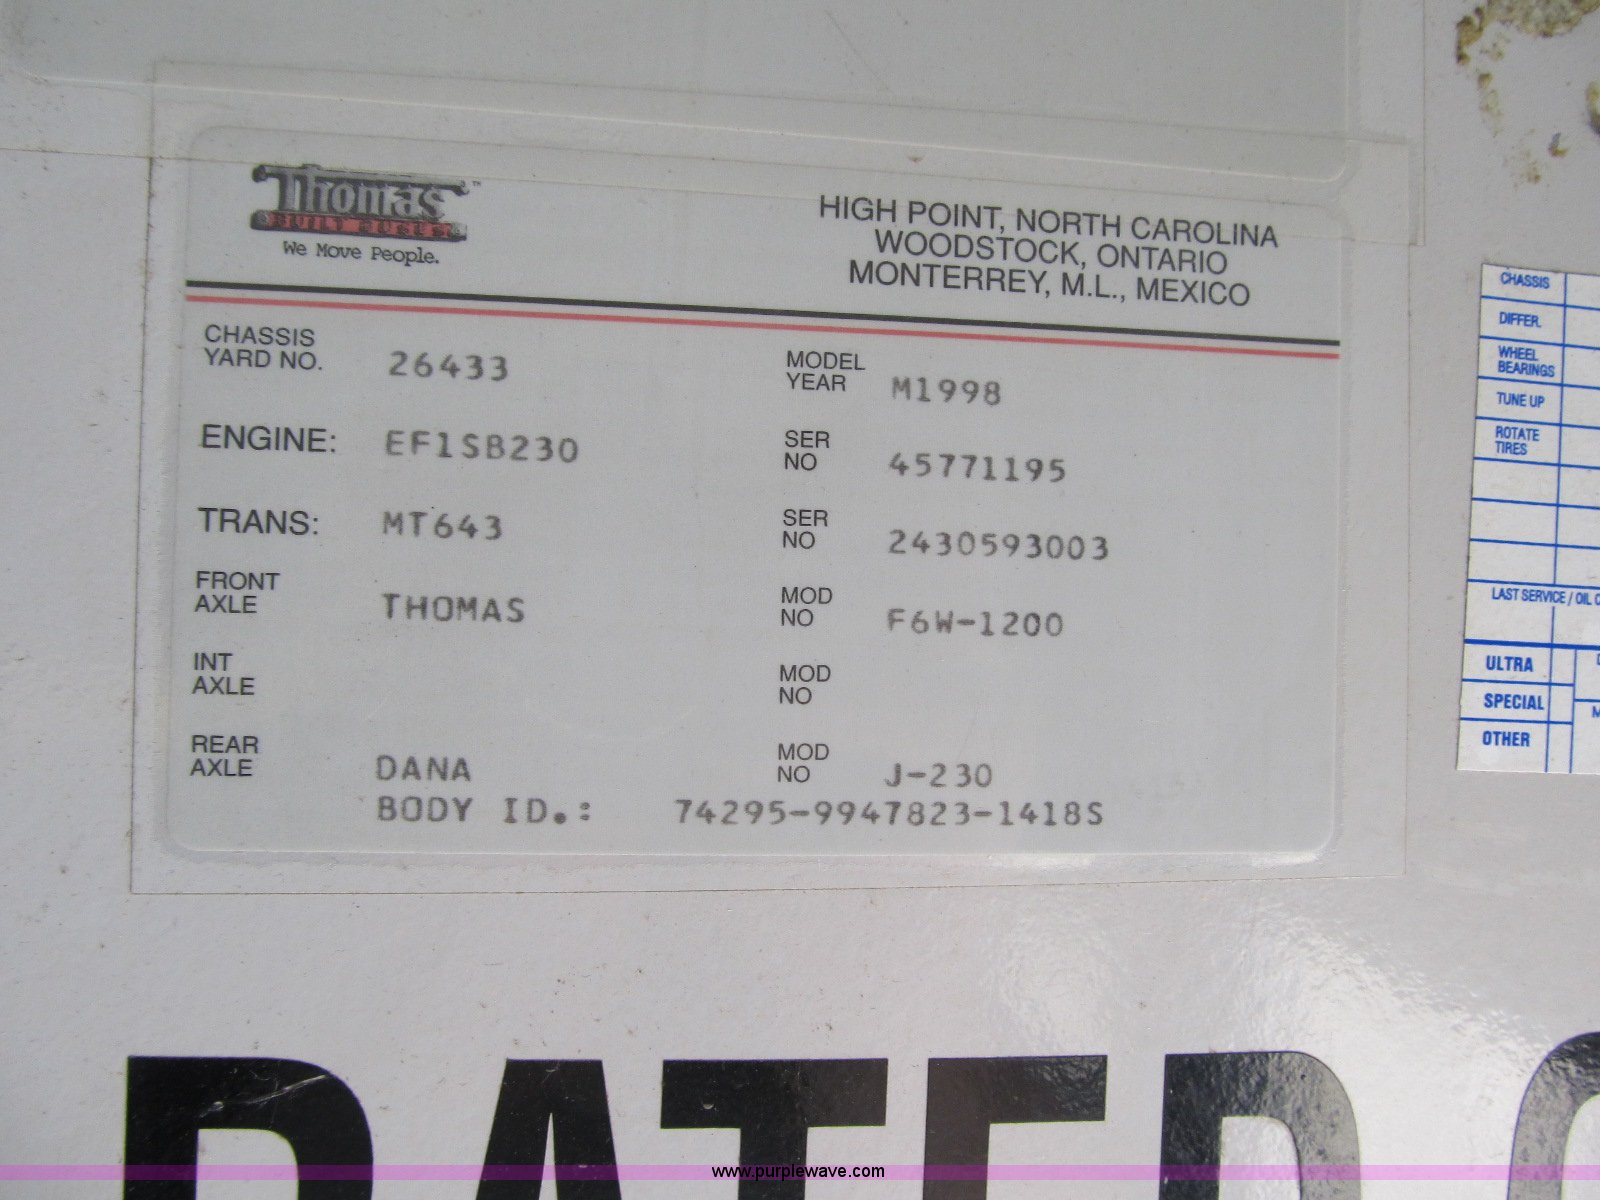 Thomas™
BUILT BUSES
We Move People.
HIGH POINT, NORTH CAROLINA
WOODSTOCK, ONTARIO
MONTERREY, M.L., MEXICO
CHASSIS
YARD NO. 26433
MODEL
YEAR M1998
ENGINE: EF1SB230
SER
NO 45771195
TRANS: MT643
SER
NO 2430593003
FRONT
AXLE THOMAS
MOD
NO F6W-1200
INT
AXLE
MOD
NO
REAR
AXLE DANA
MOD
NO J-230
BODY ID.: 74295-9947823-1418S
CHASSIS
DIFFER.
WHEEL
BEARINGS
TUNE UP
ROTATE
TIRES
LAST SERVICE / OIL C
ULTRA
SPECIAL
M
OTHER
RATED C
www.purplewave.com